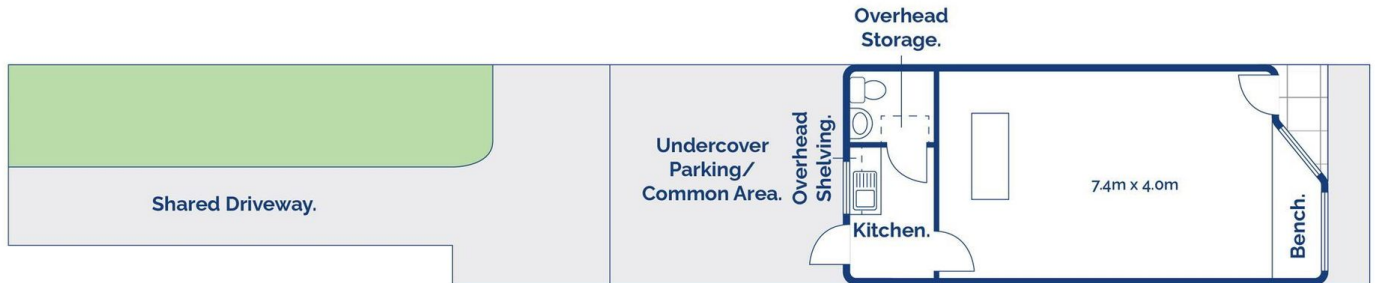 Overhead
Storage.
Undercover
Parking/
Common Area.
Overhead
Shelving.
Shared Driveway.
7.4m x 4.0m
Kitchen.
Bench.